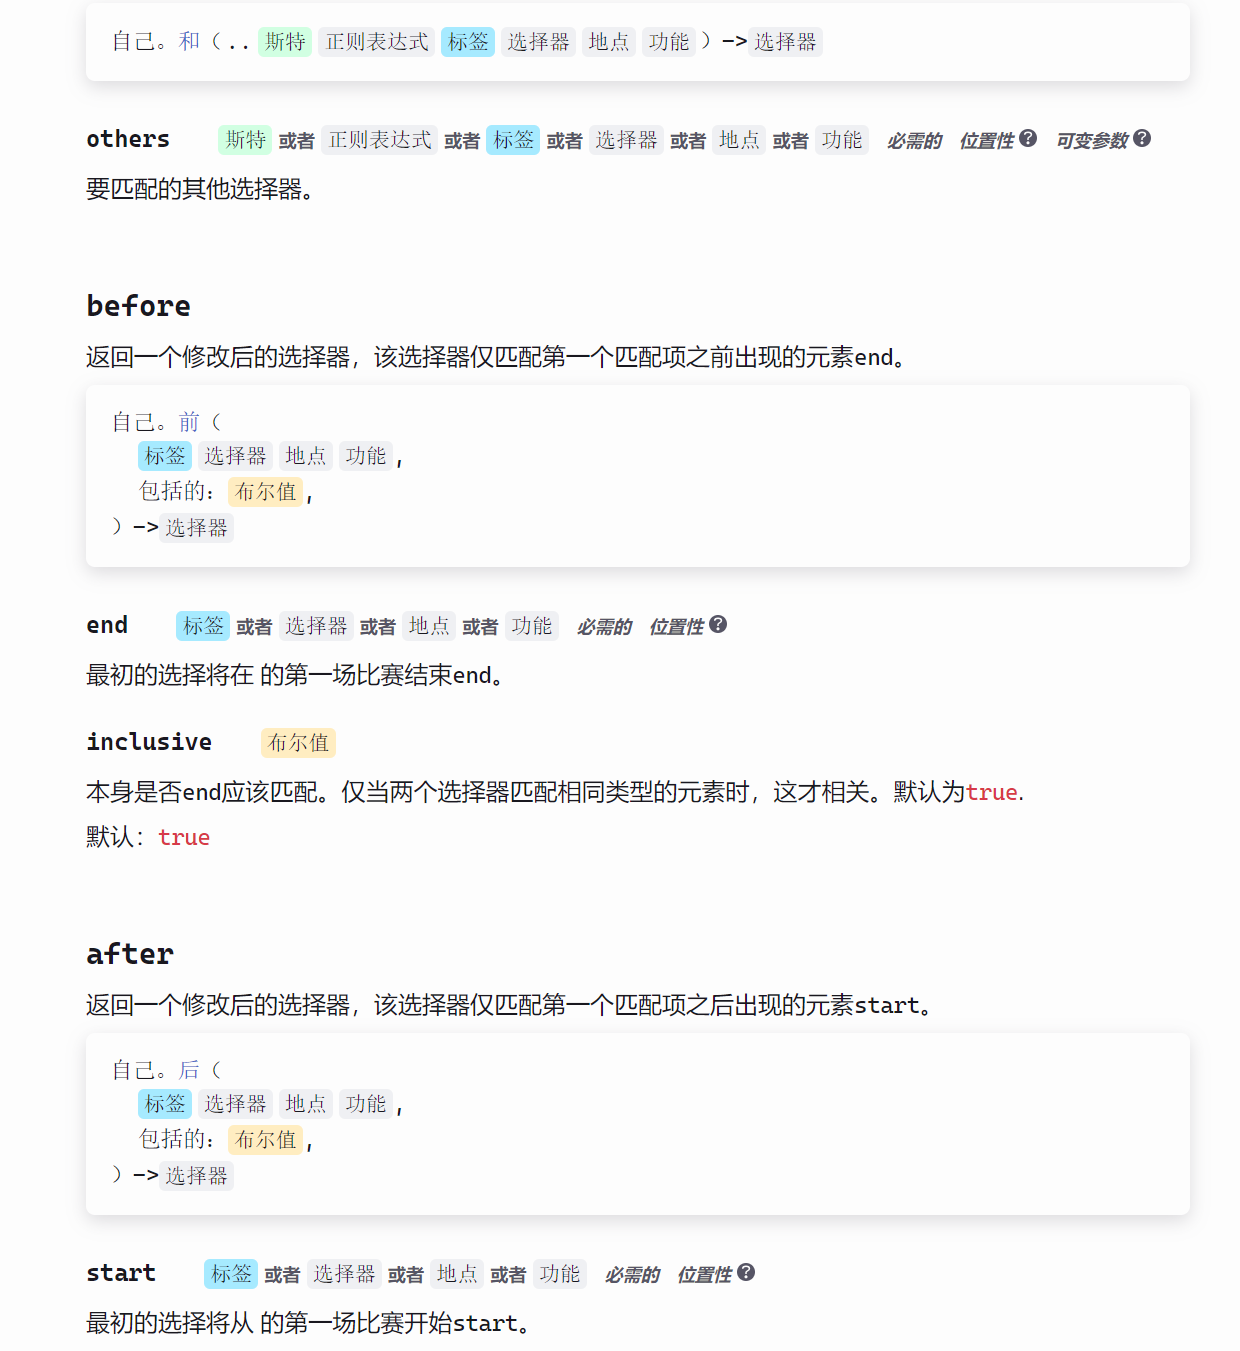 自己。和（.. 斯特 正则表达式 标签 选择器 地点 功能 ）-> 选择器
others 斯特 或者 正则表达式 或者 标签 或者 选择器 或者 地点 或者 功能 必需的 位置性 ? 可变参数 ?
要匹配的其他选择器。
before
返回一个修改后的选择器，该选择器仅匹配第一个匹配项之前出现的元素end。
自己。前（
标签 选择器 地点 功能 ,
包括的： 布尔值 ,
）-> 选择器
end 标签 或者 选择器 或者 地点 或者 功能 必需的 位置性 ?
最初的选择将在 的第一场比赛结束end。
inclusive 布尔值
本身是否end应该匹配。仅当两个选择器匹配相同类型的元素时，这才相关。默认为true.
默认：true
after
返回一个修改后的选择器，该选择器仅匹配第一个匹配项之后出现的元素start。
自己。后（
标签 选择器 地点 功能 ,
包括的： 布尔值 ,
）-> 选择器
start 标签 或者 选择器 或者 地点 或者 功能 必需的 位置性 ?
最初的选择将从 的第一场比赛开始start。